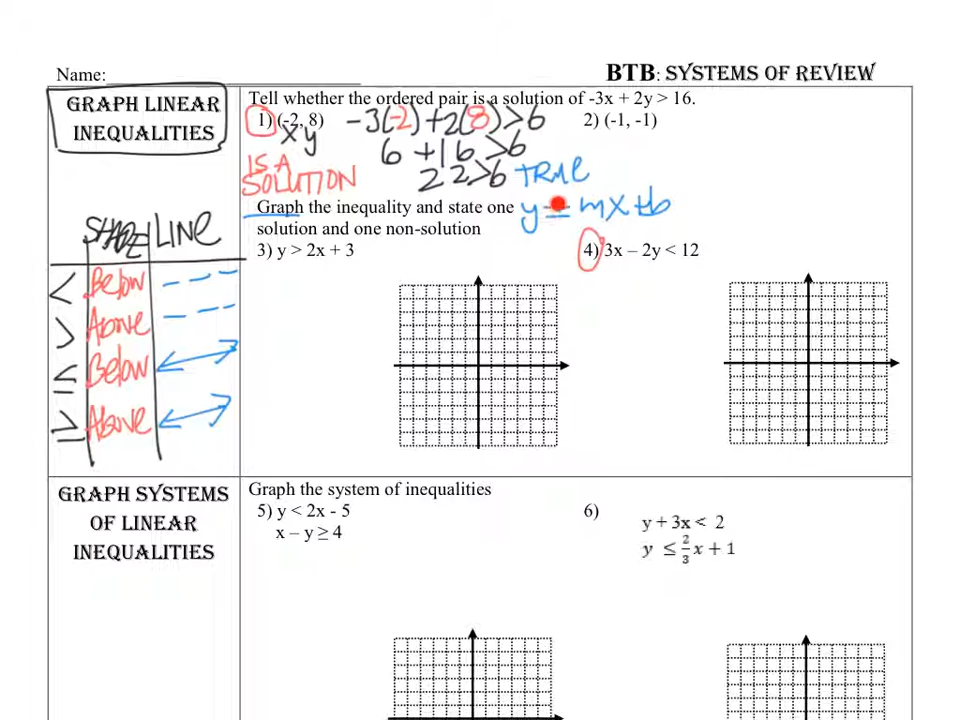 Name:
BTB: SYSTEMS OF REVIEW
GRAPH LINEAR
INEQUALITIES
Tell whether the ordered pair is a solution of -3x + 2y > 16.
1) (-2, 8)
x y
-3(-2) + 2(8) > 6
6 + 16 > 6
22 > 6 TRUE
IS A
SOLUTION
2) (-1, -1)
Graph the inequality and state one
solution and one non-solution
y = mx + b
3) y > 2x + 3
4) 3x – 2y < 12
SHADE LINE
< Below
> Above
≤ Below
≥ Above
GRAPH SYSTEMS
OF LINEAR
INEQUALITIES
Graph the system of inequalities
5) y < 2x - 5
x – y ≥ 4
6)
y + 3x < 2
y ≤ 2/3 x + 1